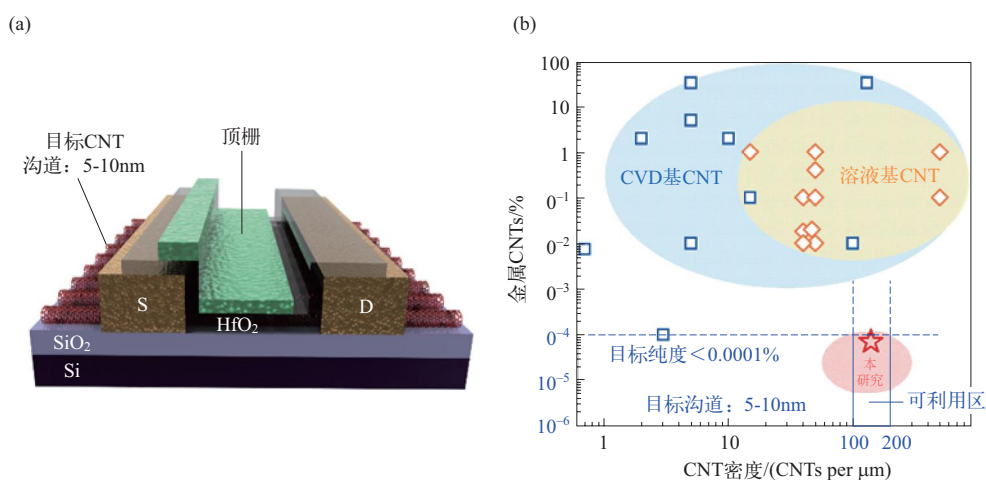 (a)
目标CNT
沟道：5-10nm
顶栅
S
D
HfO₂
SiO₂
Si
(b)
金属CNTs/%
100
10
1
0.1
0⁻²
10⁻³
0⁻⁴
10⁻⁵
10⁻⁶
CVD基CNT
溶液基CNT
目标纯度＜0.0001%
本
研究
目标沟道：5-10nm
可利用区
1
10
100
200
CNT密度/(CNTs per μm)